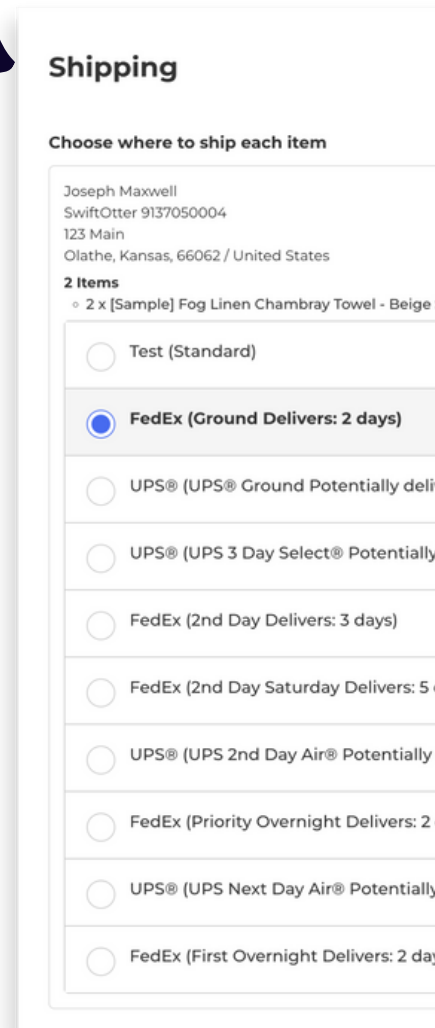 Shipping
Choose where to ship each item
Joseph Maxwell
SwiftOtter 9137050004
123 Main
Olathe, Kansas, 66062 / United States
2 Items
2 x [Sample] Fog Linen Chambray Towel - Beige
Test (Standard)
FedEx (Ground Delivers: 2 days)
UPS® (UPS® Ground Potentially
UPS® (UPS 3 Day Select® Potentially
FedEx (2nd Day Delivers: 3 days)
FedEx (2nd Day Saturday Delivers: 5
UPS® (UPS 2nd Day Air® Potentially
FedEx (Priority Overnight Delivers: 2
UPS® (UPS Next Day Air® Potentially
FedEx (First Overnight Delivers: 2